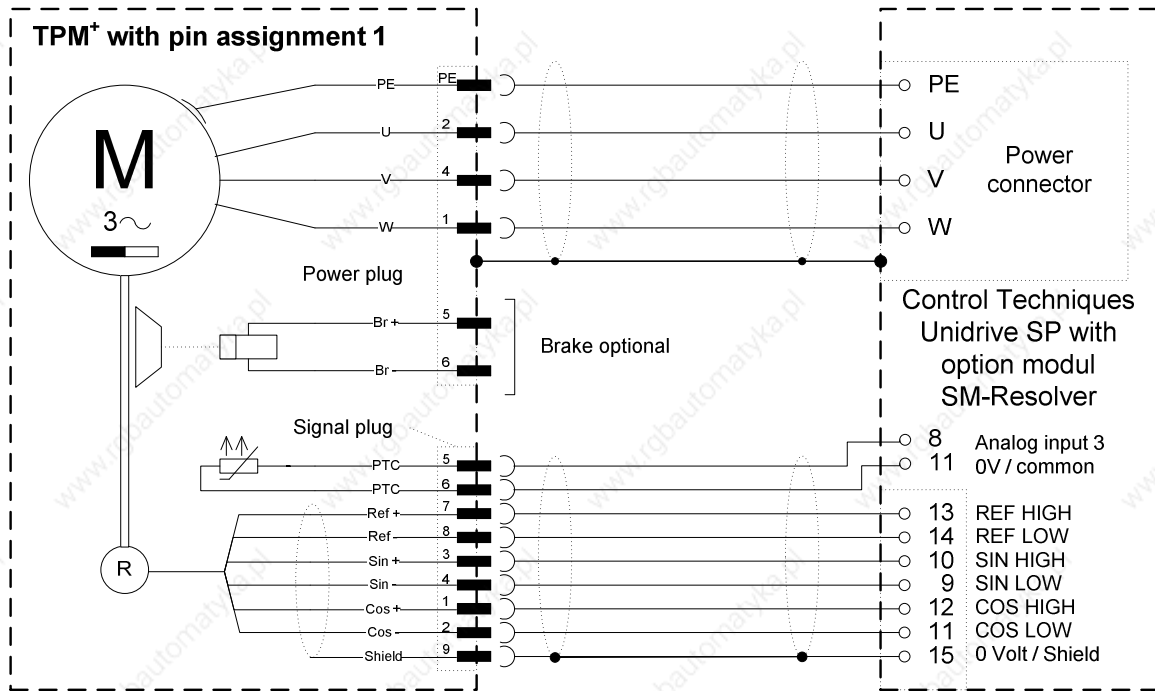 TPM+ with pin assignment 1
M
3~
PE PE PE
U 2 U
V 4 V
W 1 W
Power connector
Power plug
Br + 5
Br - 6
Brake optional
Control Techniques
Unidrive SP with
option modul
SM-Resolver
Signal plug
PTC 5 8 Analog input 3
PTC 6 11 0V / common
R
Ref + 7 13 REF HIGH
Ref - 8 14 REF LOW
Sin + 3 10 SIN HIGH
Sin - 4 9 SIN LOW
Cos + 1 12 COS HIGH
Cos - 2 11 COS LOW
Shield 9 15 0 Volt / Shield
www.rgbautomatyka.pl